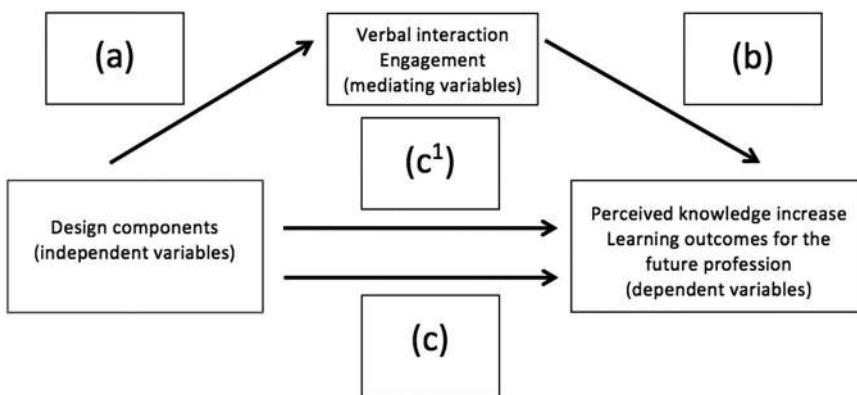 (a)
Verbal interaction
Engagement
(mediating variables)
(b)
(c¹)
Design components
(independent variables)
Perceived knowledge increase
Learning outcomes for the
future profession
(dependent variables)
(c)